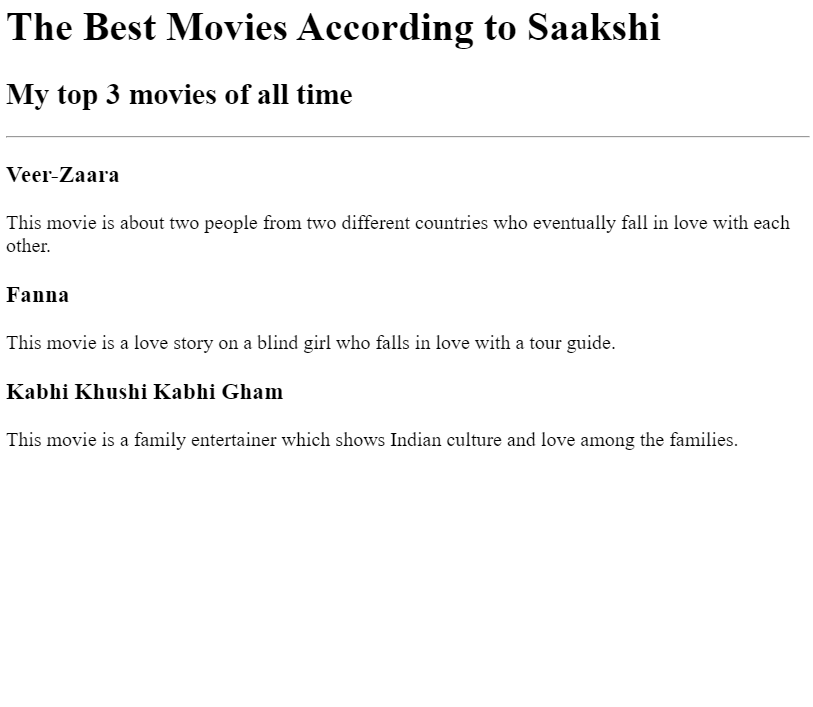 The Best Movies According to Saakshi
My top 3 movies of all time
Veer-Zaara
This movie is about two people from two different countries who eventually fall in love with each
other.
Fanna
This movie is a love story on a blind girl who falls in love with a tour guide.
Kabhi Khushi Kabhi Gham
This movie is a family entertainer which shows Indian culture and love among the families.